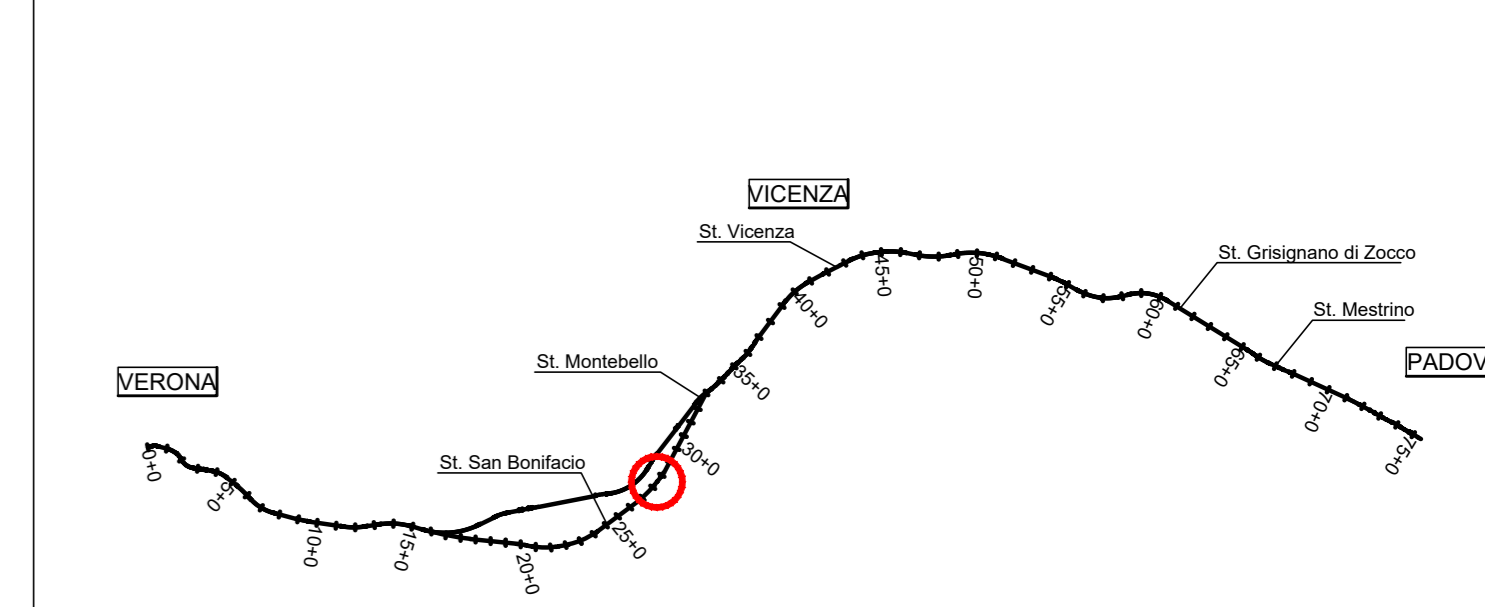 VICENZA
St. Vicenza
St. Grisignano di Zocco
St. Mestrino
PADOV
St. Montebello
VERONA
St. San Bonifacio
0+0
5+0
10+0
15+0
20+0
25+0
30+0
35+0
40+0
45+0
50+0
55+0
60+0
65+0
70+0
75+0